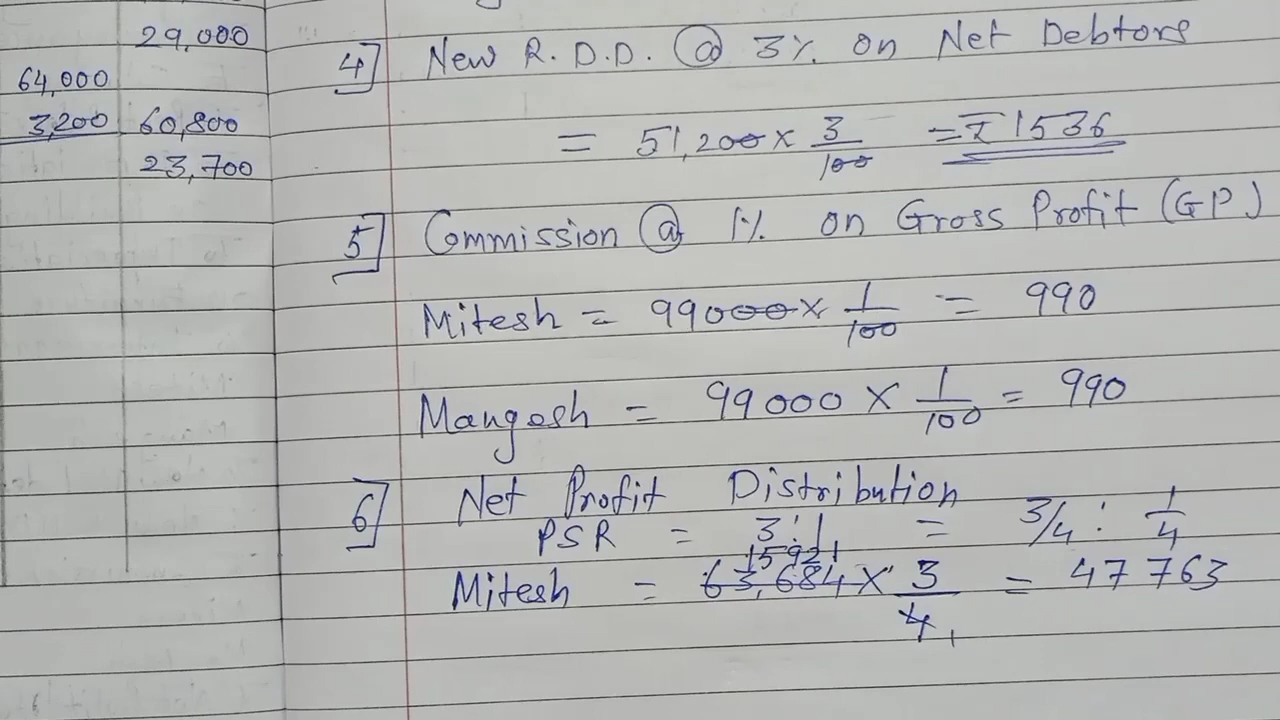 29,000
64,000
3,200 60,800
23,700
4] New R. D.D. @ 3% on Net Debtors
= 51,200 x 3/100 = ₹1536
5] Commission @ 1% on Gross Profit (GP)
Mitesh = 99000 x 1/100 = 990
Mangesh = 99000 x 1/100 = 990
6] Net Profit Distribution
PSR = 3:1 = 3/4 : 1/4
15921
Mitesh = 63,684 x 3/4 = 47763
1